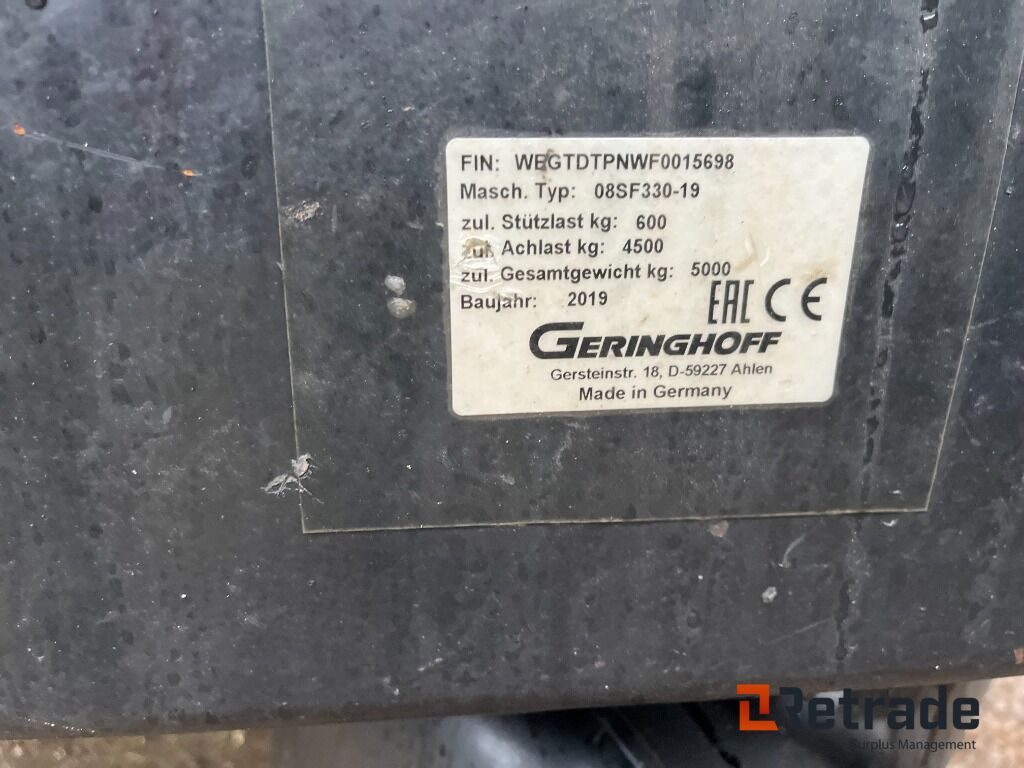 FIN: WEGTDTPNWF0015698
Masch. Typ: 08SF330-19
zul. Stützlast kg: 600
zul. Achlast kg: 4500
zul. Gesamtgewicht kg: 5000
Baujahr: 2019
EAC CE
GERINGHOFF
Gersteinstr. 18, D-59227 Ahlen
Made in Germany
Retrade
Surplus Management